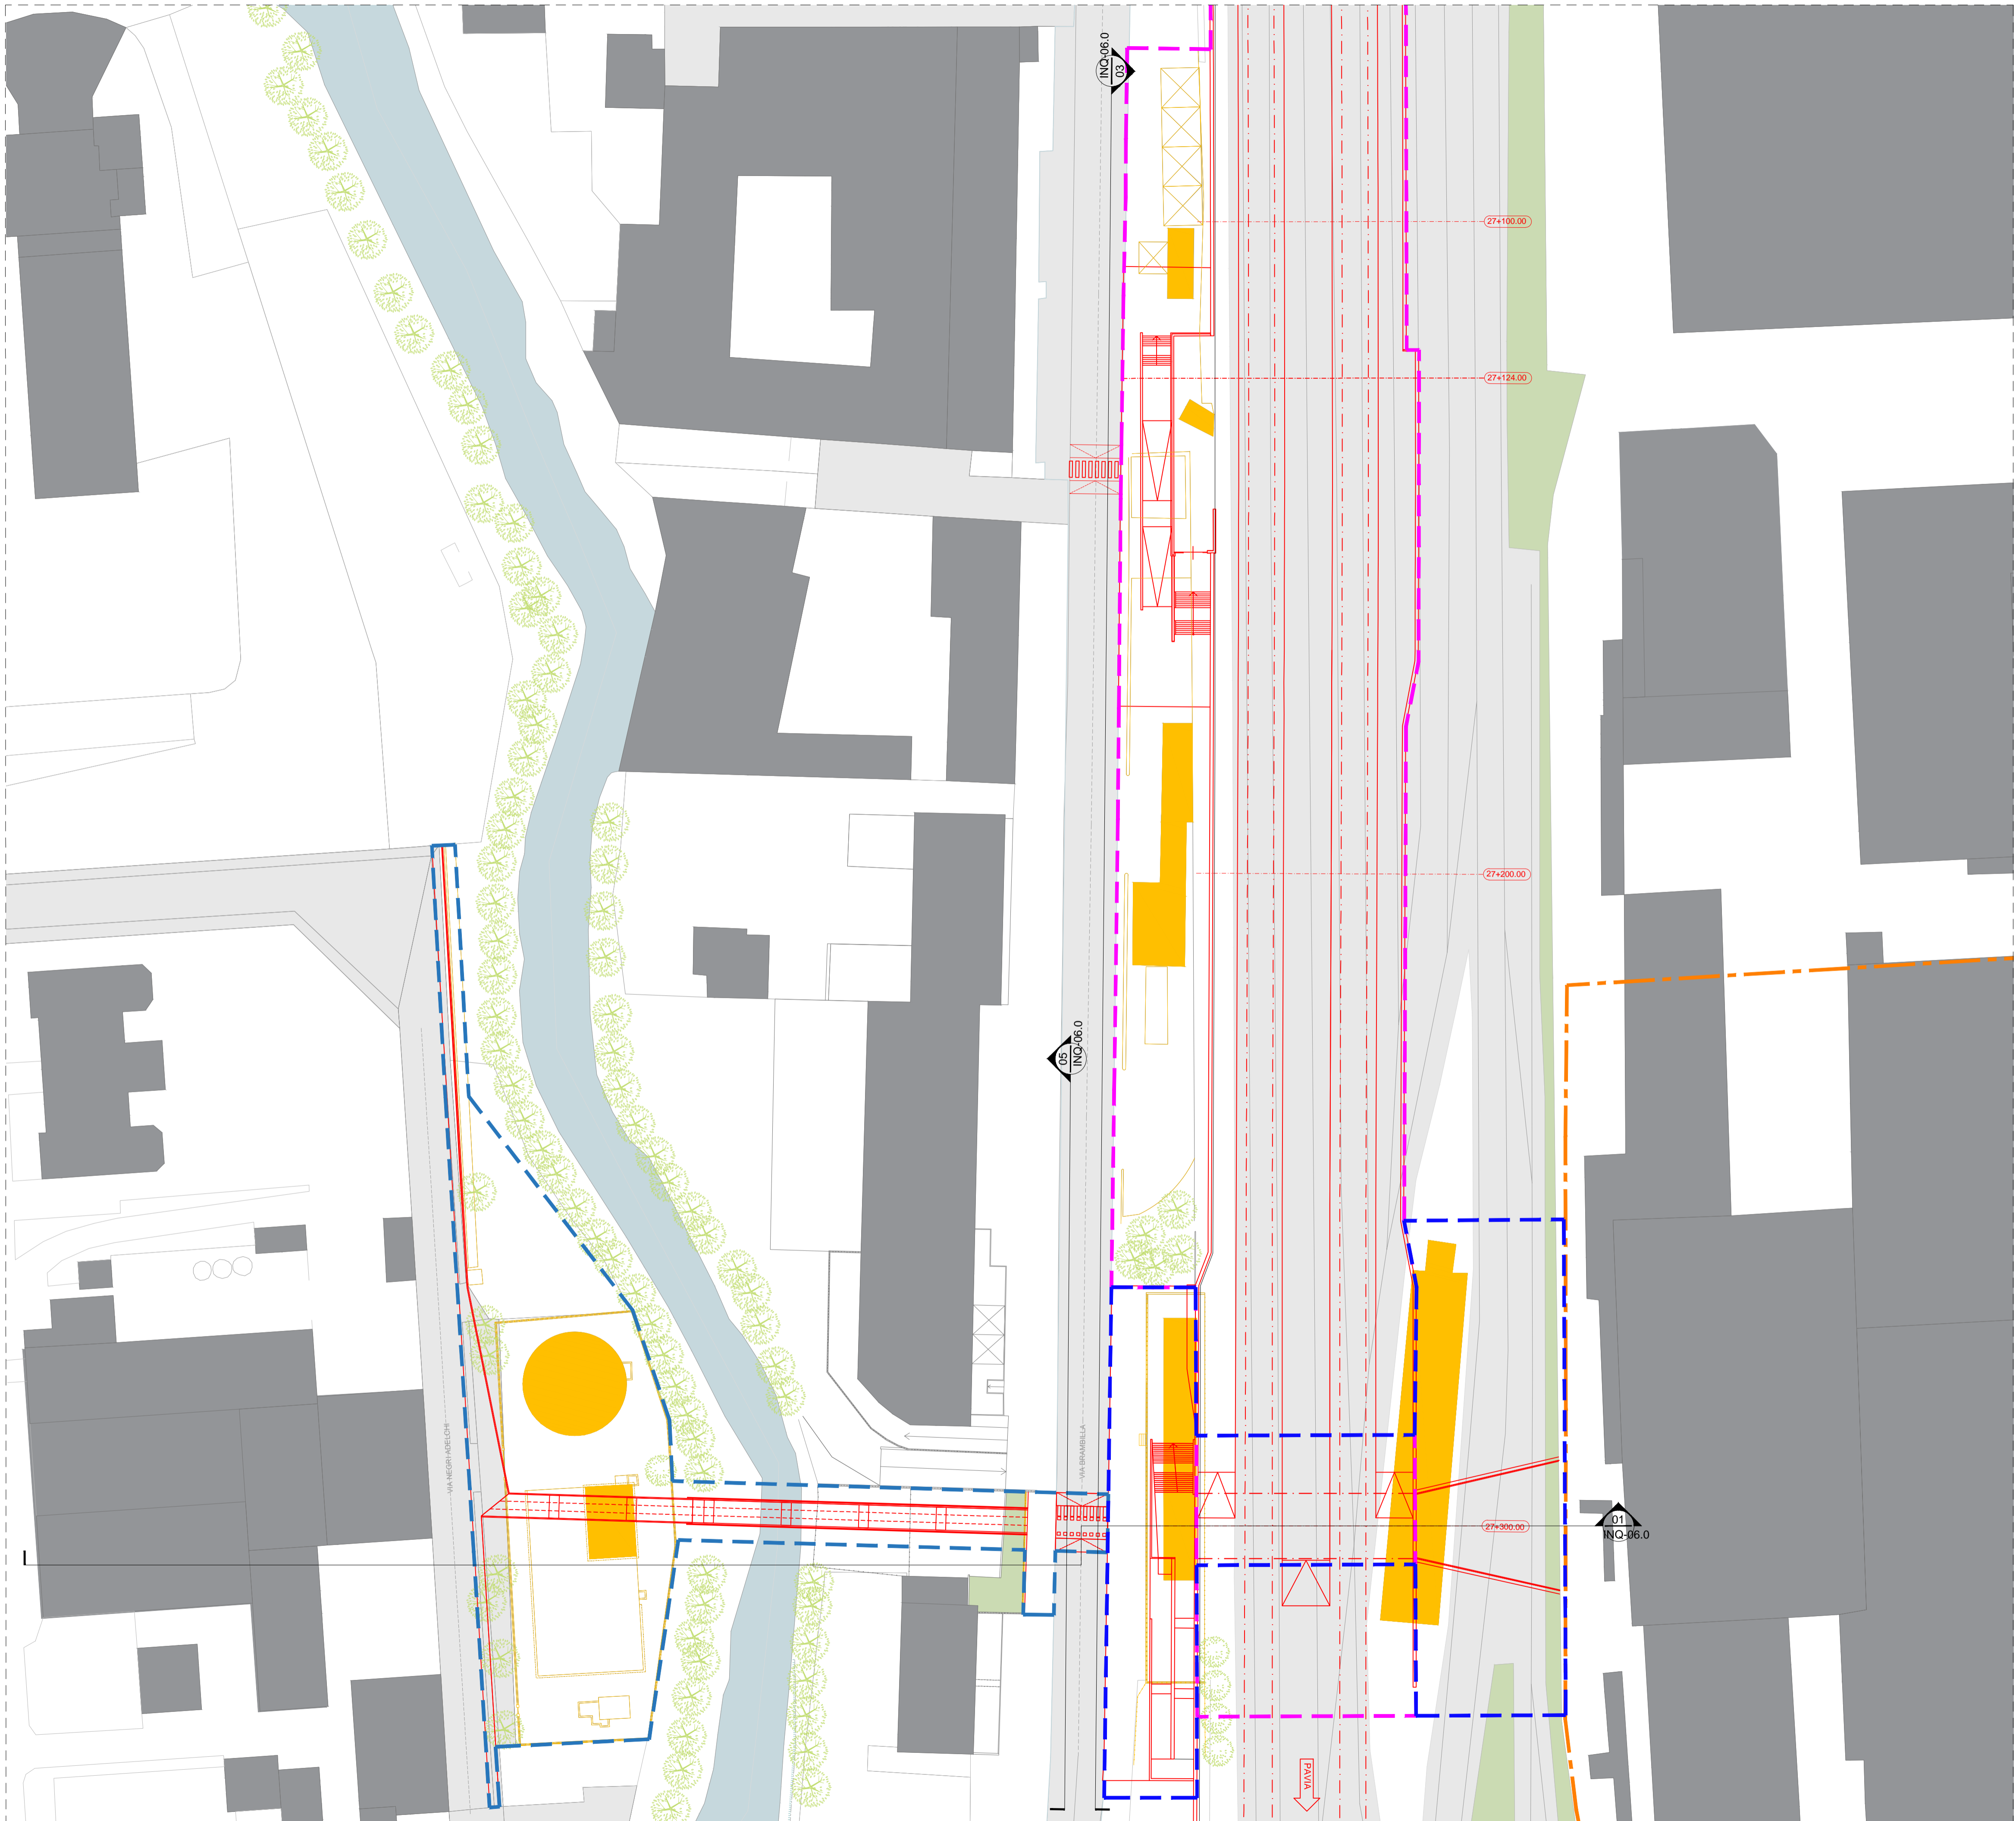 INQ-06.0
03
27+100.00
27+124.00
27+200.00
05
INQ-06.0
VIA NEGRI ADELCHI
VIA BRAMBILLA
27+300.00
01
INQ-06.0
PAVIA